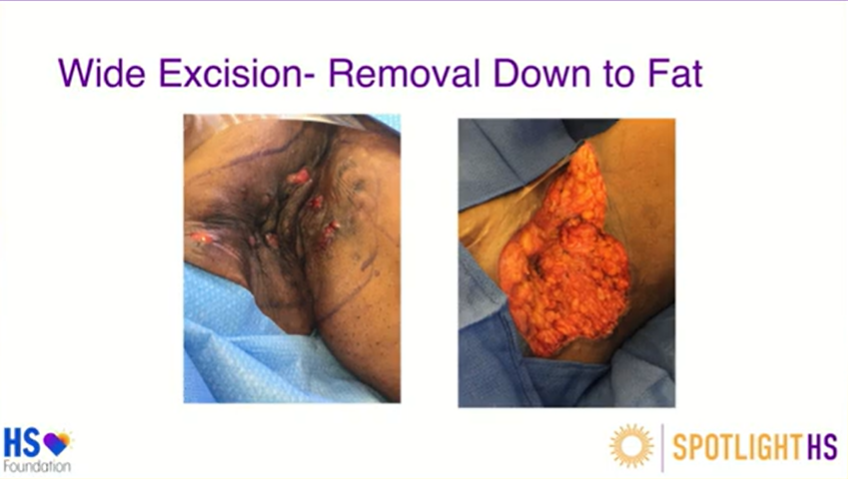 Wide Excision- Removal Down to Fat
HS
Foundation
SPOTLIGHT HS